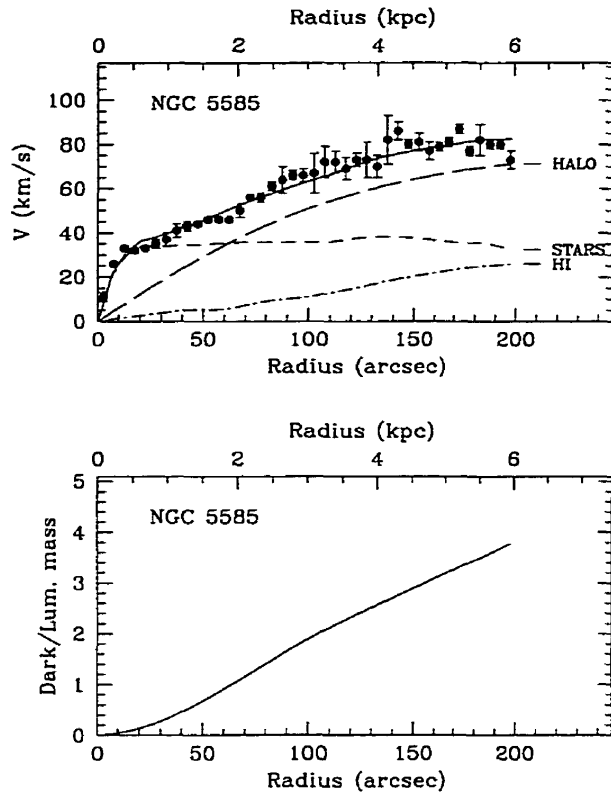 Radius (kpc)
0 2 4 6
NGC 5585
100
80
60
40
20
0
V (km/s)
HALO
STARS
HI
0 50 100 150 200
Radius (arcsec)
Radius (kpc)
0 2 4 6
NGC 5585
5
4
3
2
1
0
Dark/Lum. mass
0 50 100 150 200
Radius (arcsec)